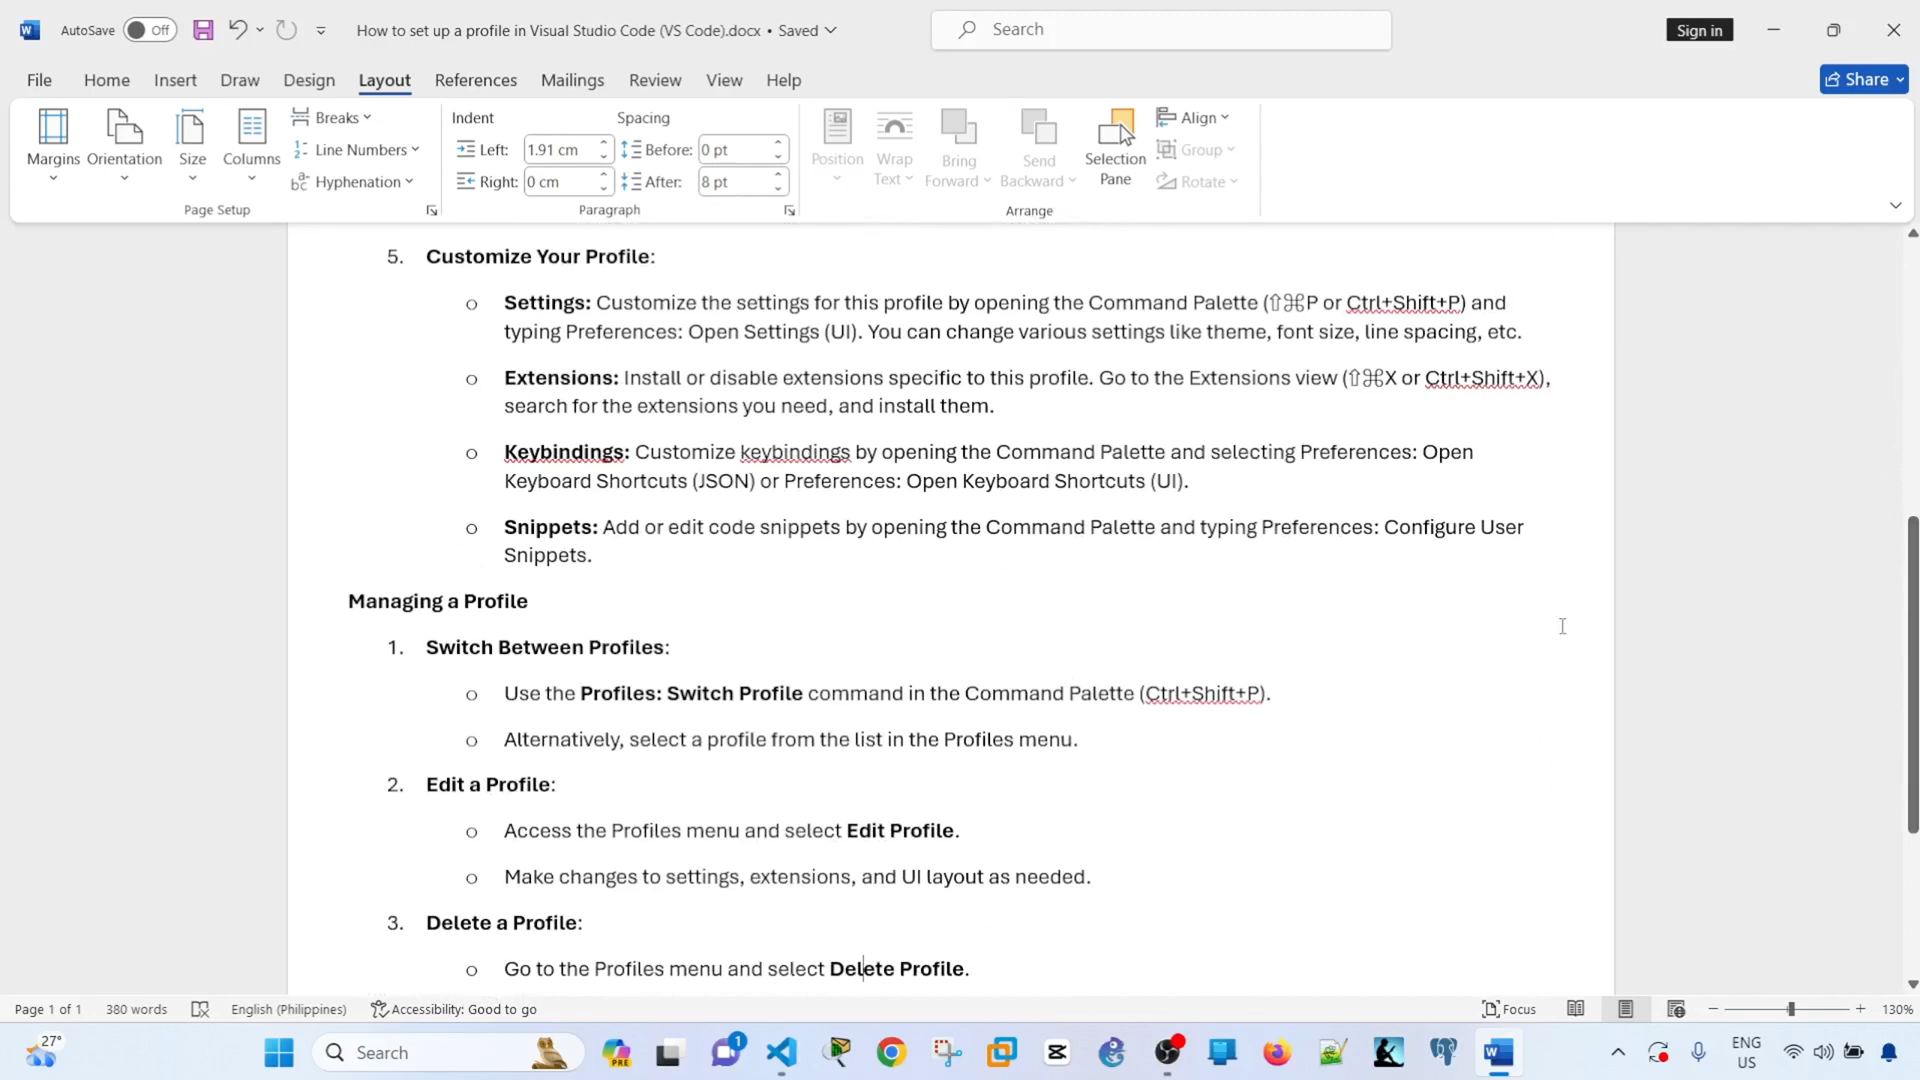 AutoSave Off How to set up a profile in Visual Studio Code (VS Code).docx • Saved Search Sign in
File Home Insert Draw Design Layout References Mailings Review View Help Share
Margins Orientation Size Columns Breaks Line Numbers Hyphenation
Page Setup
Indent Spacing
Left: 1.91 cm Before: 0 pt
Right: 0 cm After: 8 pt
Paragraph
Position Wrap Text Bring Forward Send Backward Selection Pane Align Group Rotate
Arrange
5. Customize Your Profile:
o Settings: Customize the settings for this profile by opening the Command Palette (⇧⌘P or Ctrl+Shift+P) and
typing Preferences: Open Settings (UI). You can change various settings like theme, font size, line spacing, etc.
o Extensions: Install or disable extensions specific to this profile. Go to the Extensions view (⇧⌘X or Ctrl+Shift+X),
search for the extensions you need, and install them.
o Keybindings: Customize keybindings by opening the Command Palette and selecting Preferences: Open
Keyboard Shortcuts (JSON) or Preferences: Open Keyboard Shortcuts (UI).
o Snippets: Add or edit code snippets by opening the Command Palette and typing Preferences: Configure User
Snippets.
Managing a Profile
1. Switch Between Profiles:
o Use the Profiles: Switch Profile command in the Command Palette (Ctrl+Shift+P).
o Alternatively, select a profile from the list in the Profiles menu.
2. Edit a Profile:
o Access the Profiles menu and select Edit Profile.
o Make changes to settings, extensions, and UI layout as needed.
3. Delete a Profile:
o Go to the Profiles menu and select Delete Profile.
Page 1 of 1 380 words English (Philippines) Accessibility: Good to go Focus 130%
27° Search PRE 1 ENG
US